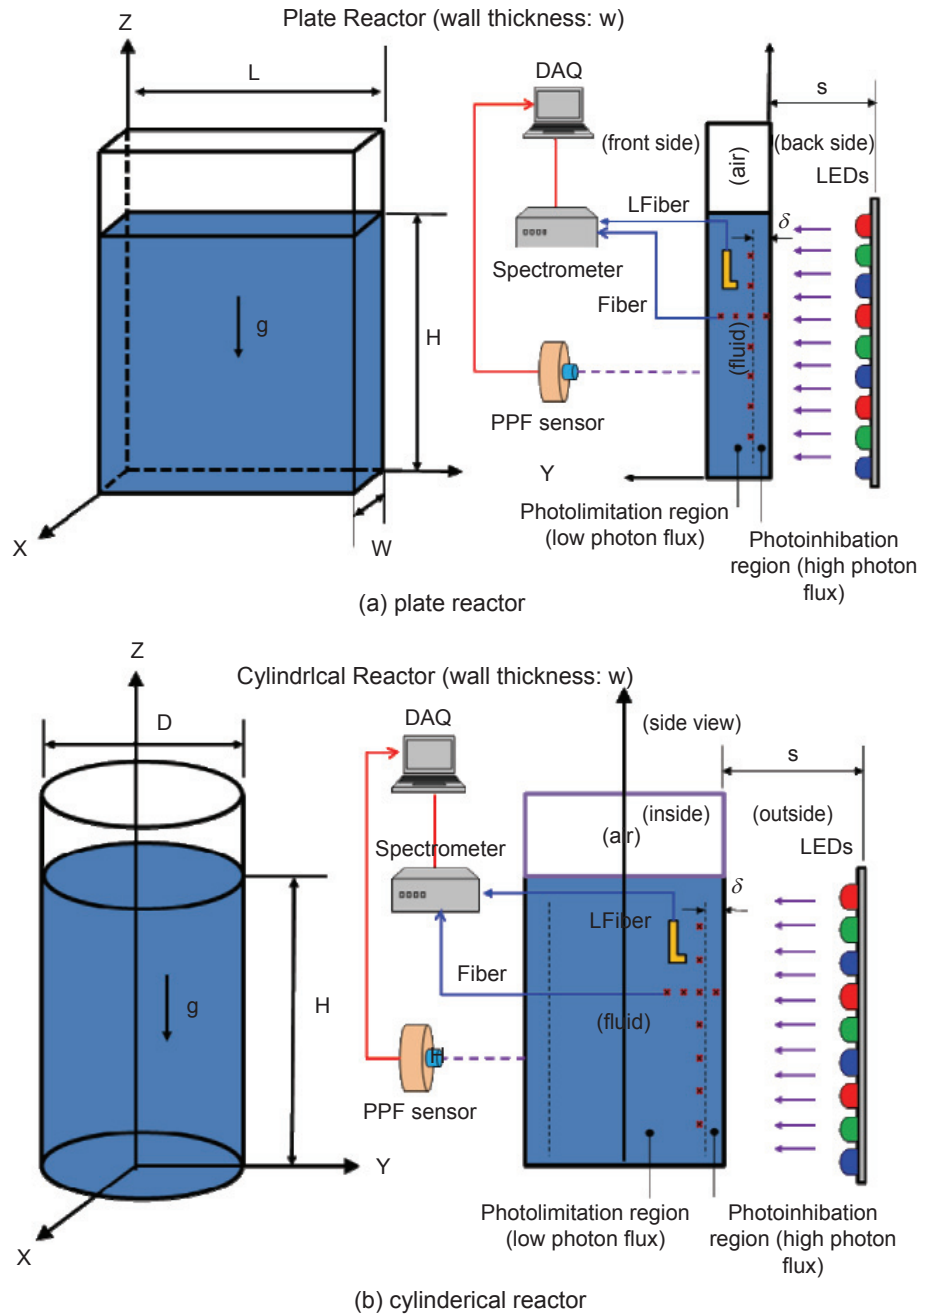 Plate Reactor (wall thickness: w)
Z
L
DAQ
s
(front side)
(back side)
(air)
LEDs
LFiber
δ
Spectrometer
g
H
Fiber
(fluid)
PPF sensor
Y
X
W
Photolimitation region
(low photon flux)
Photoinhibation
region (high photon
flux)
(a) plate reactor
Z
CylindrIcal Reactor (wall thickness: w)
D
DAQ
(side view)
s
(inside)
(outside)
(air)
Spectrometer
LEDs
δ
LFiber
Fiber
g
H
(fluid)
H
PPF sensor
Y
X
Photolimitation region
(low photon flux)
Photoinhibation
region (high photon
flux)
(b) cylinderical reactor